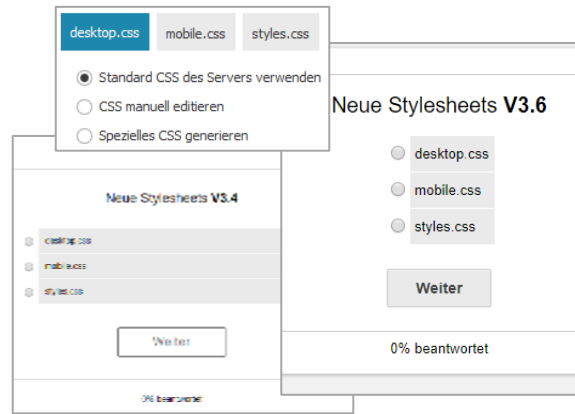 desktop.css mobile.css styles.css
Standard CSS des Servers verwenden
CSS manuell editieren
Spezielles CSS generieren
Neue Stylesheets V3.6
desktop.css
mobile.css
styles.css
Weiter
0% beantwortet
Neue Stylesheets V3.4
desktop.css
mobile.css
styles.css
Weiter
0% beantwortet